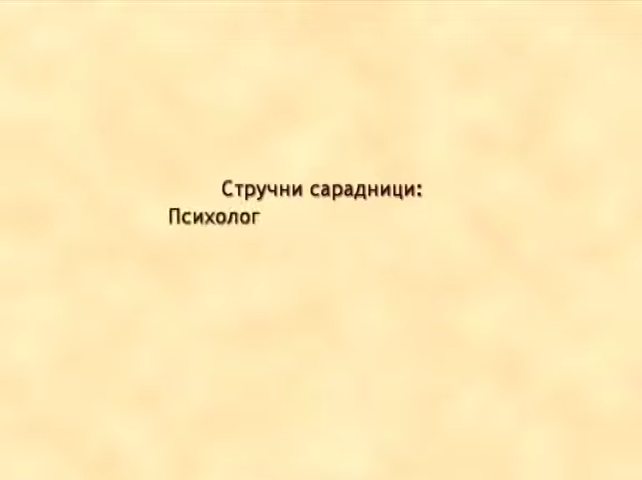 Стручни сарадници:
Психолог